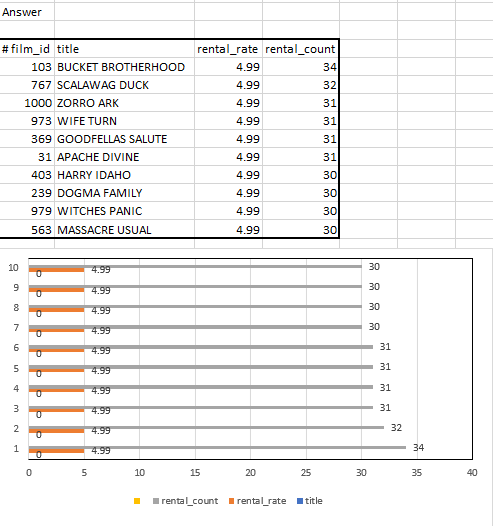 Answer
# film_id title rental_rate rental_count
103 BUCKET BROTHERHOOD 4.99 34
767 SCALAWAG DUCK 4.99 32
1000 ZORRO ARK 4.99 31
973 WIFE TURN 4.99 31
369 GOODFELLAS SALUTE 4.99 31
31 APACHE DIVINE 4.99 31
403 HARRY IDAHO 4.99 30
239 DOGMA FAMILY 4.99 30
979 WITCHES PANIC 4.99 30
563 MASSACRE USUAL 4.99 30
10 0 4.99 30
9 0 4.99 30
8 0 4.99 30
7 0 4.99 30
6 0 4.99 31
5 0 4.99 31
4 0 4.99 31
3 0 4.99 31
2 0 4.99 32
1 0 4.99 34
0 5 10 15 20 25 30 35 40
rental_count rental_rate title